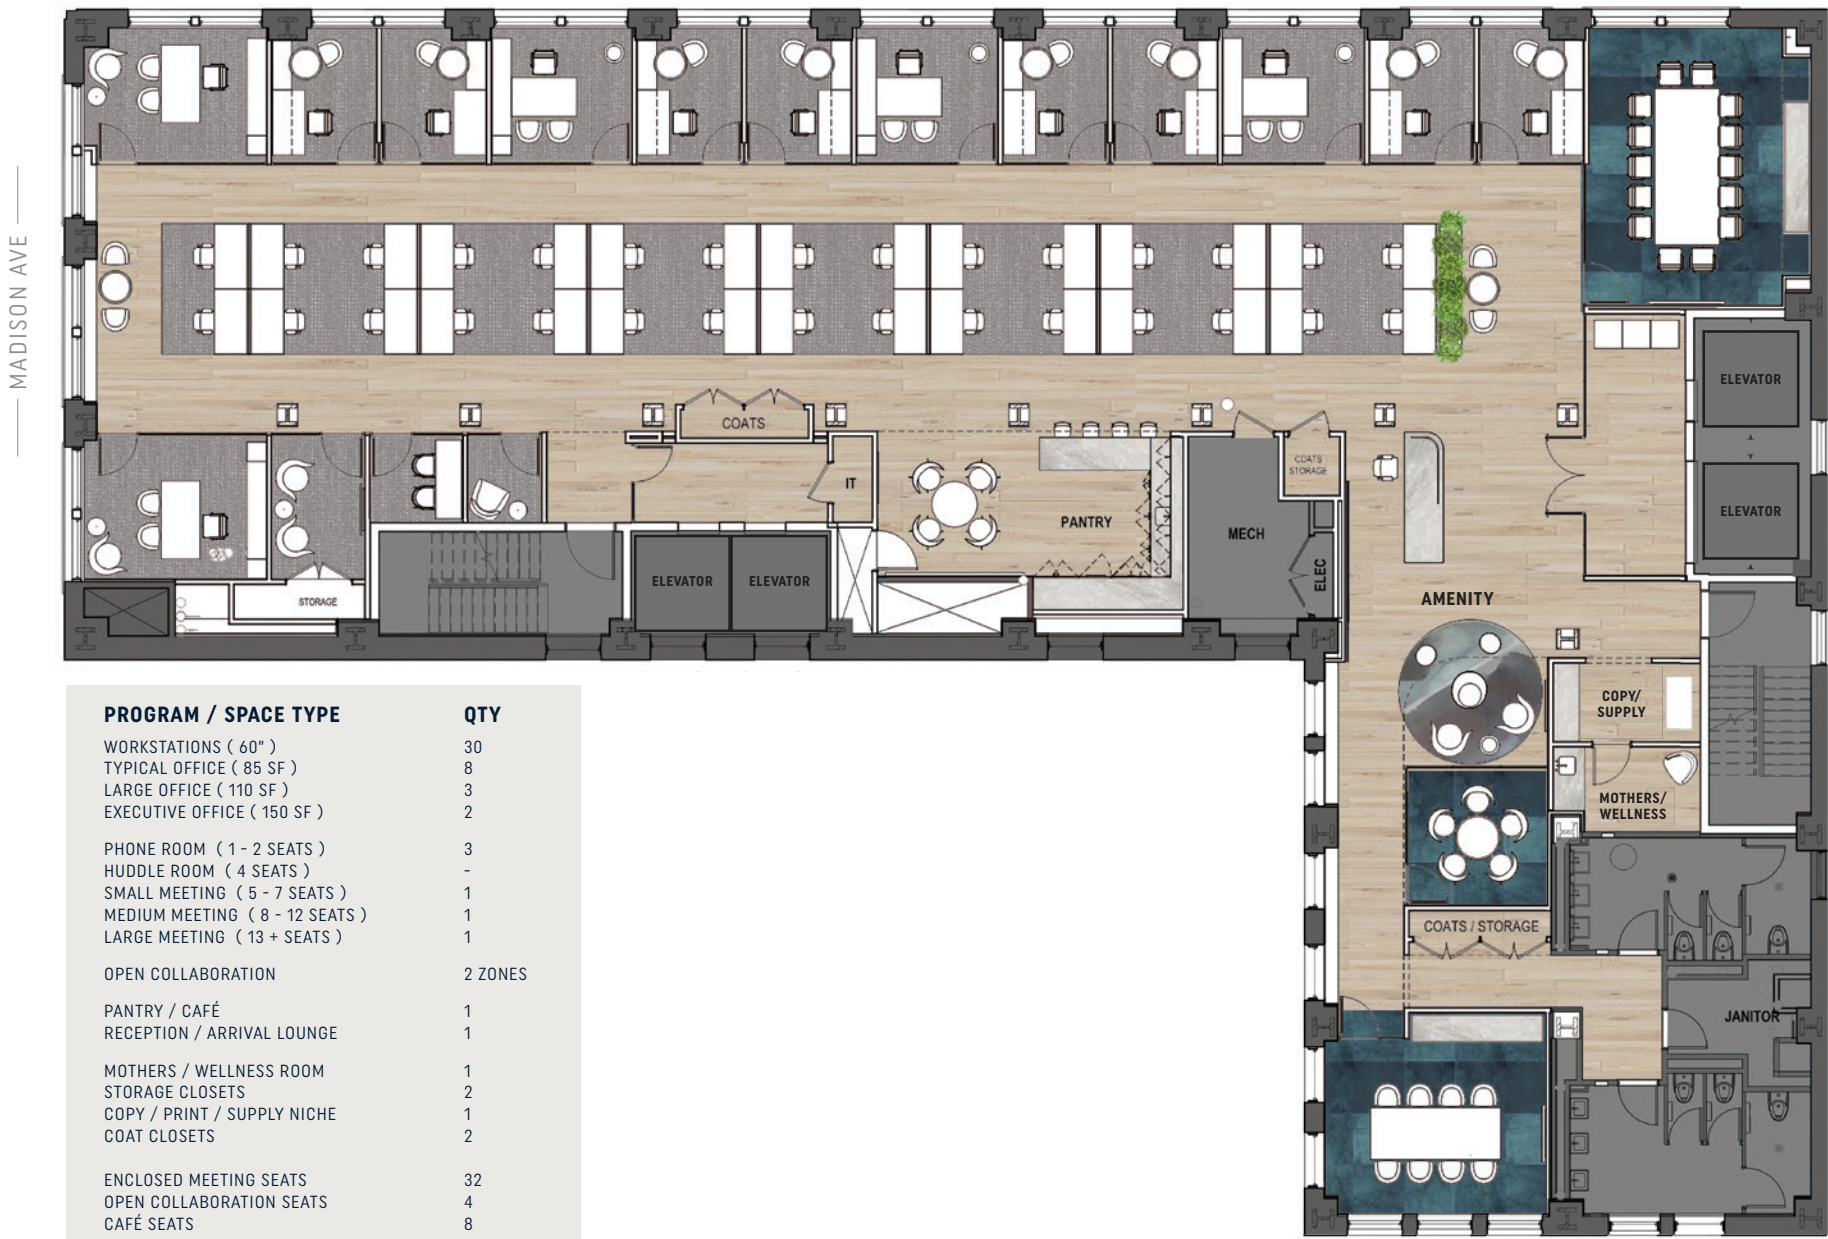 MADISON AVE
ELEVATOR
COATS
COATS
STORAGE
IT
ELEVATOR
PANTRY
MECH
ELEC
ELEVATOR
ELEVATOR
STORAGE
AMENITY
COPY/
SUPPLY
MOTHERS/
WELLNESS
COATS / STORAGE
JANITOR
PROGRAM / SPACE TYPE QTY
WORKSTATIONS ( 60" ) 30
TYPICAL OFFICE ( 85 SF ) 8
LARGE OFFICE ( 110 SF ) 3
EXECUTIVE OFFICE ( 150 SF ) 2
PHONE ROOM ( 1 - 2 SEATS ) 3
HUDDLE ROOM ( 4 SEATS ) -
SMALL MEETING ( 5 - 7 SEATS ) 1
MEDIUM MEETING ( 8 - 12 SEATS ) 1
LARGE MEETING ( 13 + SEATS ) 1
OPEN COLLABORATION 2 ZONES
PANTRY / CAFÉ 1
RECEPTION / ARRIVAL LOUNGE 1
MOTHERS / WELLNESS ROOM 1
STORAGE CLOSETS 2
COPY / PRINT / SUPPLY NICHE 1
COAT CLOSETS 2
ENCLOSED MEETING SEATS 32
OPEN COLLABORATION SEATS 4
CAFÉ SEATS 8